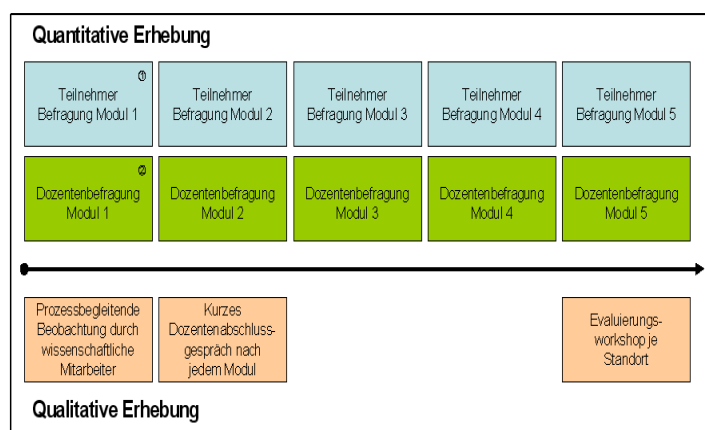 Quantitative Erhebung
①
Teilnehmer
Befragung Modul 1
Teilnehmer
Befragung Modul 2
Teilnehmer
Befragung Modul 3
Teilnehmer
Befragung Modul 4
Teilnehmer
Befragung Modul 5
②
Dozentenbefragung
Modul 1
Dozentenbefragung
Modul 2
Dozentenbefragung
Modul 3
Dozentenbefragung
Modul 4
Dozentenbefragung
Modul 5
Prozessbegleitende
Beobachtung durch
wissenschaftliche
Mitarbeiter
Kurzes
Dozentenabschluss-
gespräch nach
jedem Modul
Evaluierungs-
workshop je
Standort
Qualitative Erhebung